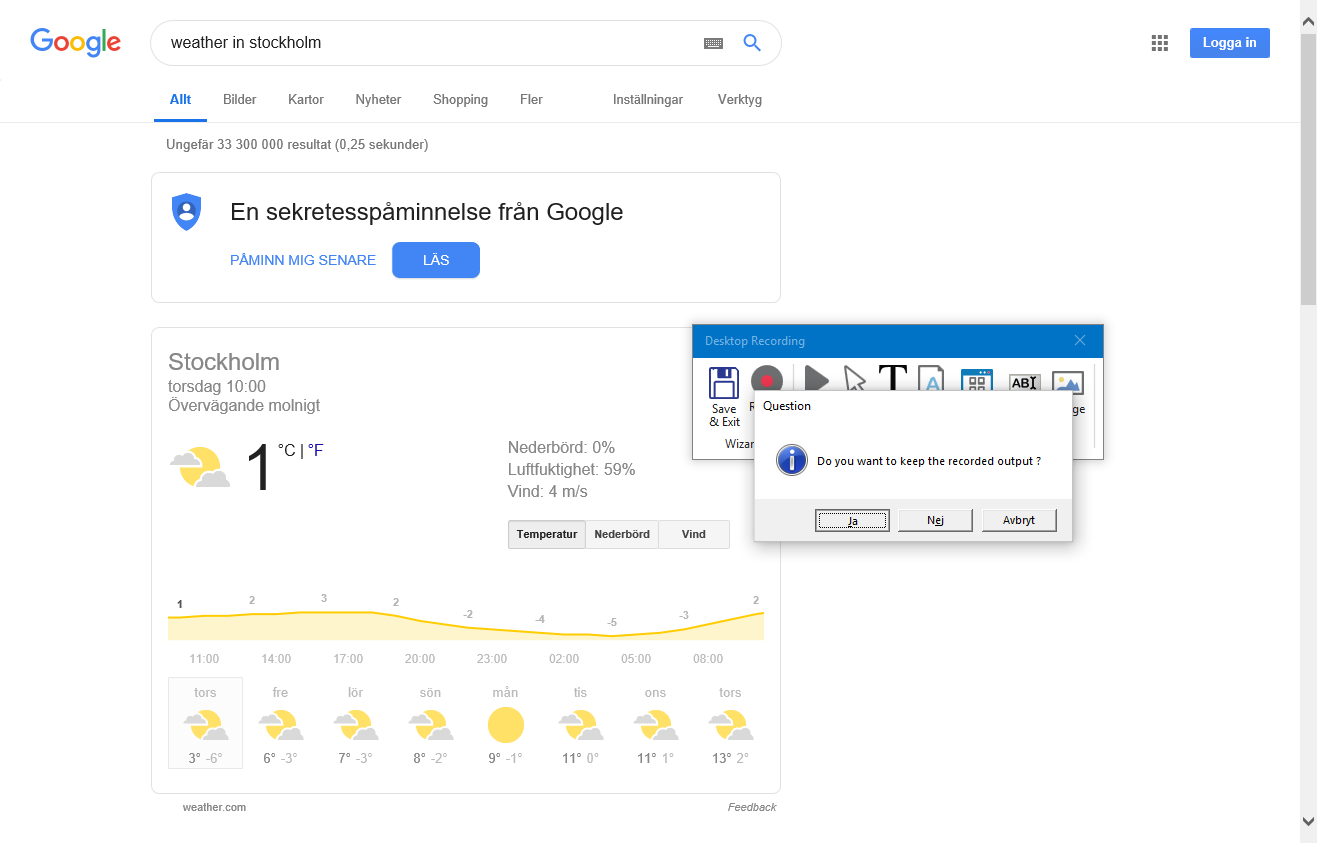 Google
weather in stockholm
Logga in
Allt Bilder Kartor Nyheter Shopping Fler Inställningar Verktyg
Ungefär 33 300 000 resultat (0,25 sekunder)
En sekretesspåminnelse från Google
PÅMINN MIG SENARE LÄS
Stockholm
torsdag 10:00
Övervägande molnigt
1 °C | °F
Nederbörd: 0%
Luftfuktighet: 59%
Vind: 4 m/s
Temperatur Nederbörd Vind
1 2 3 2 -2 -4 -5 -3 2
11:00 14:00 17:00 20:00 23:00 02:00 05:00 08:00
tors fre lör sön mån tis ons tors
3° -6° 6° -3° 7° -3° 8° -2° 9° -1° 11° 0° 11° 1° 13° 2°
weather.com Feedback
Desktop Recording
T A ABI
Save
& Exit
Question
Do you want to keep the recorded output ?
Ja Nej Avbryt